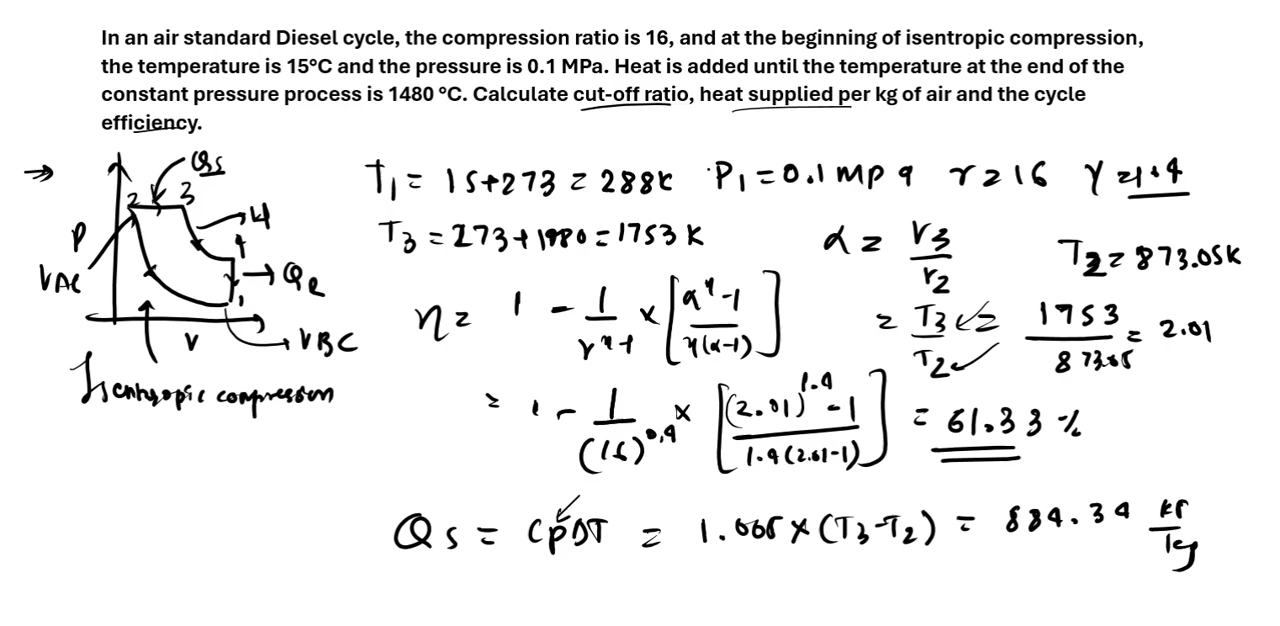 In an air standard Diesel cycle, the compression ratio is 16, and at the beginning of isentropic compression,
the temperature is 15°C and the pressure is 0.1 MPa. Heat is added until the temperature at the end of the
constant pressure process is 1480 °C. Calculate cut-off ratio, heat supplied per kg of air and the cycle
efficiency.
→ Qs
T₁ = 15+273 = 288K P₁ = 0.1 MPa r = 16 γ = 1.4
2 3
P 4
T₃ = 273+1480 = 1753 K α = V₃/V₂ T₂ = 873.05K
VAC → QR
1
η = 1 - 1/r^γ-1 × [α^γ-1/γ(α-1)] = T₃/T₂ = 1753/873.05 = 2.01
V → VBC
Isentropic compression
= 1 - 1/(16)^0.4 × [(2.01)^1.4 - 1/1.4(2.01-1)] = 61.33 %
Qs = CpΔT = 1.005 × (T₃-T₂) = 884.34 kJ/kg